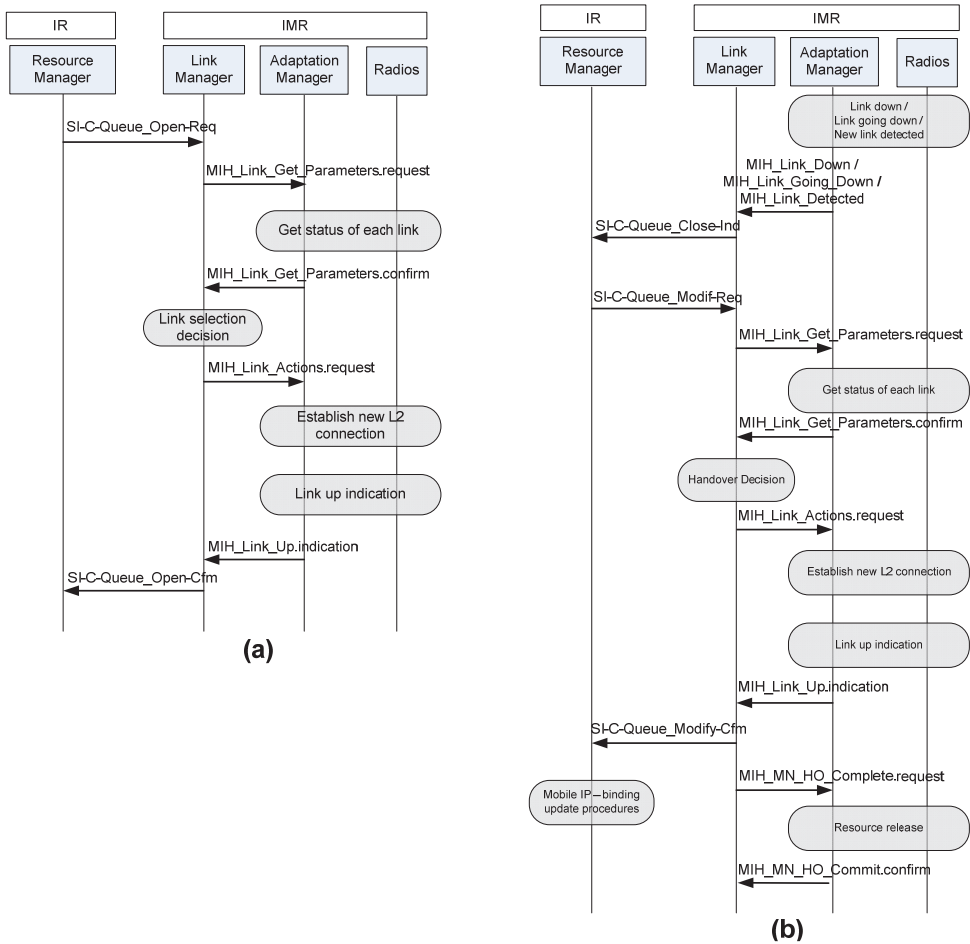 IR
IMR
Resource
Manager
Link
Manager
Adaptation
Manager
Radios
SI-C-Queue_Open-Req
MIH_Link_Get_Parameters.request
Get status of each link
MIH_Link_Get_Parameters.confirm
Link selection
decision
MIH_Link_Actions.request
Establish new L2
connection
Link up indication
MIH_Link_Up.indication
SI-C-Queue_Open-Cfm
(a)
IR
IMR
Resource
Manager
Link
Manager
Adaptation
Manager
Radios
Link down /
Link going down /
New link detected
MIH_Link_Down /
MIH_Link_Going_Down /
MIH_Link_Detected
SI-C-Queue_Close-Ind
SI-C-Queue_Modif-Req
MIH_Link_Get_Parameters.request
Get status of each link
MIH_Link_Get_Parameters.confirm
Handover Decision
MIH_Link_Actions.request
Establish new L2 connection
Link up indication
MIH_Link_Up.indication
SI-C-Queue_Modify-Cfm
MIH_MN_HO_Complete.request
Mobile IP – binding
update procedures
Resource release
MIH_MN_HO_Commit.confirm
(b)